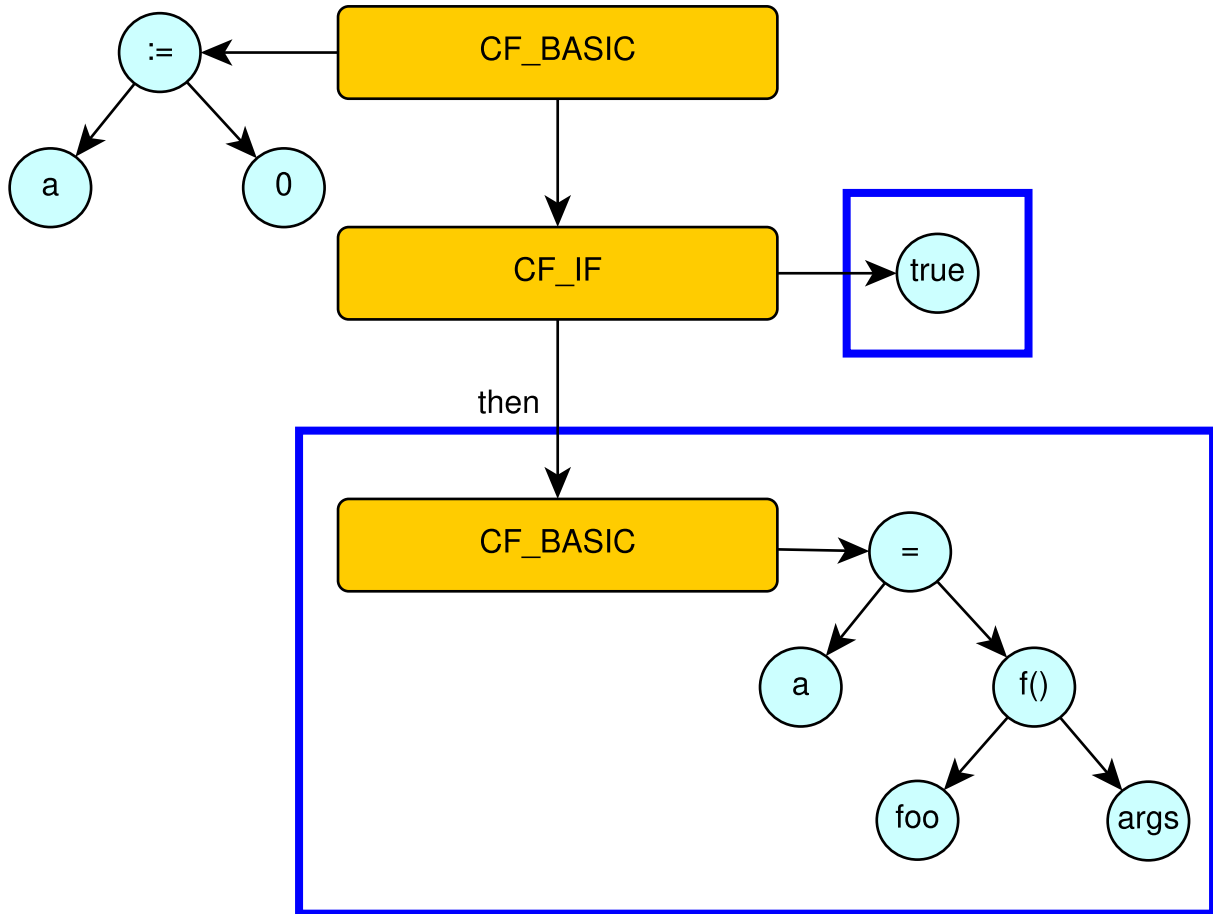 :=
CF_BASIC
a
0
CF_IF
true
then
CF_BASIC
=
a
f()
foo
args